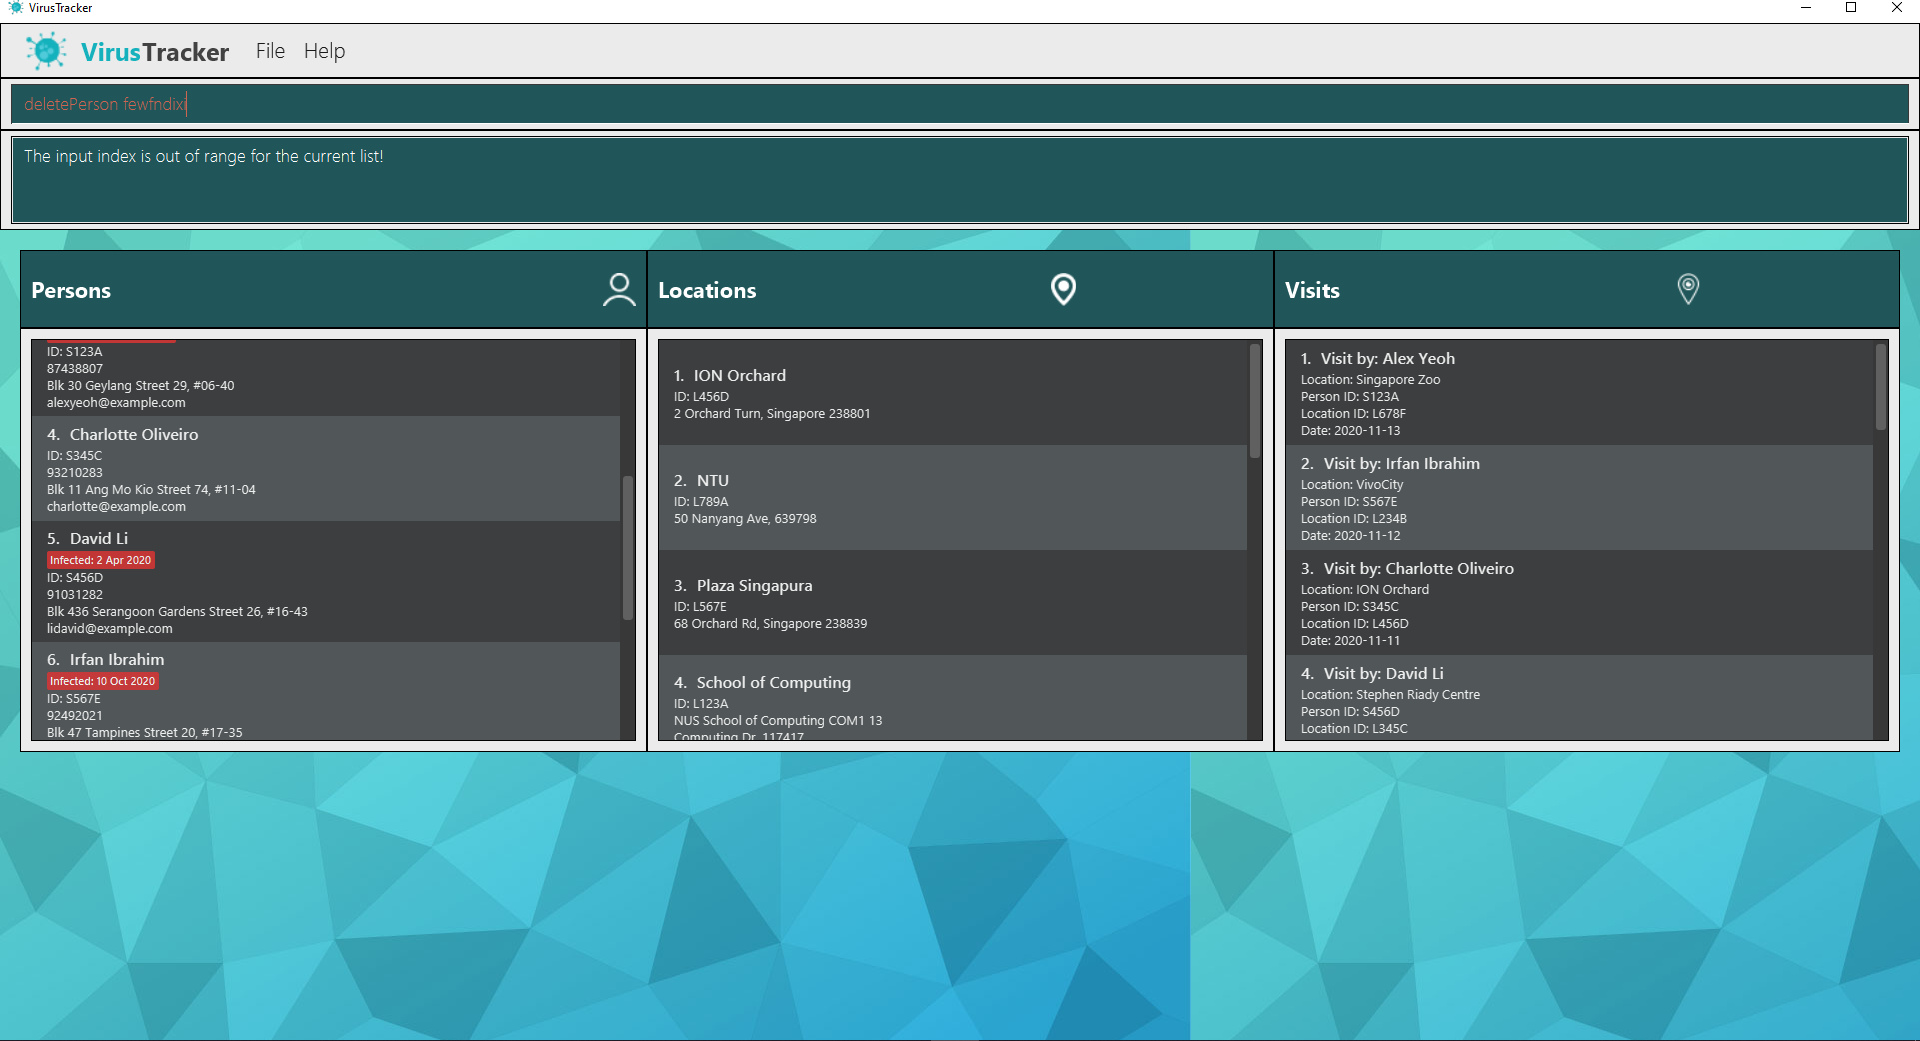 VirusTracker
VirusTracker File Help
deletePerson fewfndixi
The input index is out of range for the current list!
Persons
ID: S123A
87438807
Blk 30 Geylang Street 29, #06-40
alexyeoh@example.com
4. Charlotte Oliveiro
ID: S345C
93210283
Blk 11 Ang Mo Kio Street 74, #11-04
charlotte@example.com
5. David Li
Infected: 2 Apr 2020
ID: S456D
91031282
Blk 436 Serangoon Gardens Street 26, #16-43
lidavid@example.com
6. Irfan Ibrahim
Infected: 10 Oct 2020
ID: S567E
92492021
Blk 47 Tampines Street 20, #17-35
Locations
1. ION Orchard
ID: L456D
2 Orchard Turn, Singapore 238801
2. NTU
ID: L789A
50 Nanyang Ave, 639798
3. Plaza Singapura
ID: L567E
68 Orchard Rd, Singapore 238839
4. School of Computing
ID: L123A
NUS School of Computing COM1 13
Computing Dr, 117417
Visits
1. Visit by: Alex Yeoh
Location: Singapore Zoo
Person ID: S123A
Location ID: L678F
Date: 2020-11-13
2. Visit by: Irfan Ibrahim
Location: VivoCity
Person ID: S567E
Location ID: L234B
Date: 2020-11-12
3. Visit by: Charlotte Oliveiro
Location: ION Orchard
Person ID: S345C
Location ID: L456D
Date: 2020-11-11
4. Visit by: David Li
Location: Stephen Riady Centre
Person ID: S456D
Location ID: L345C